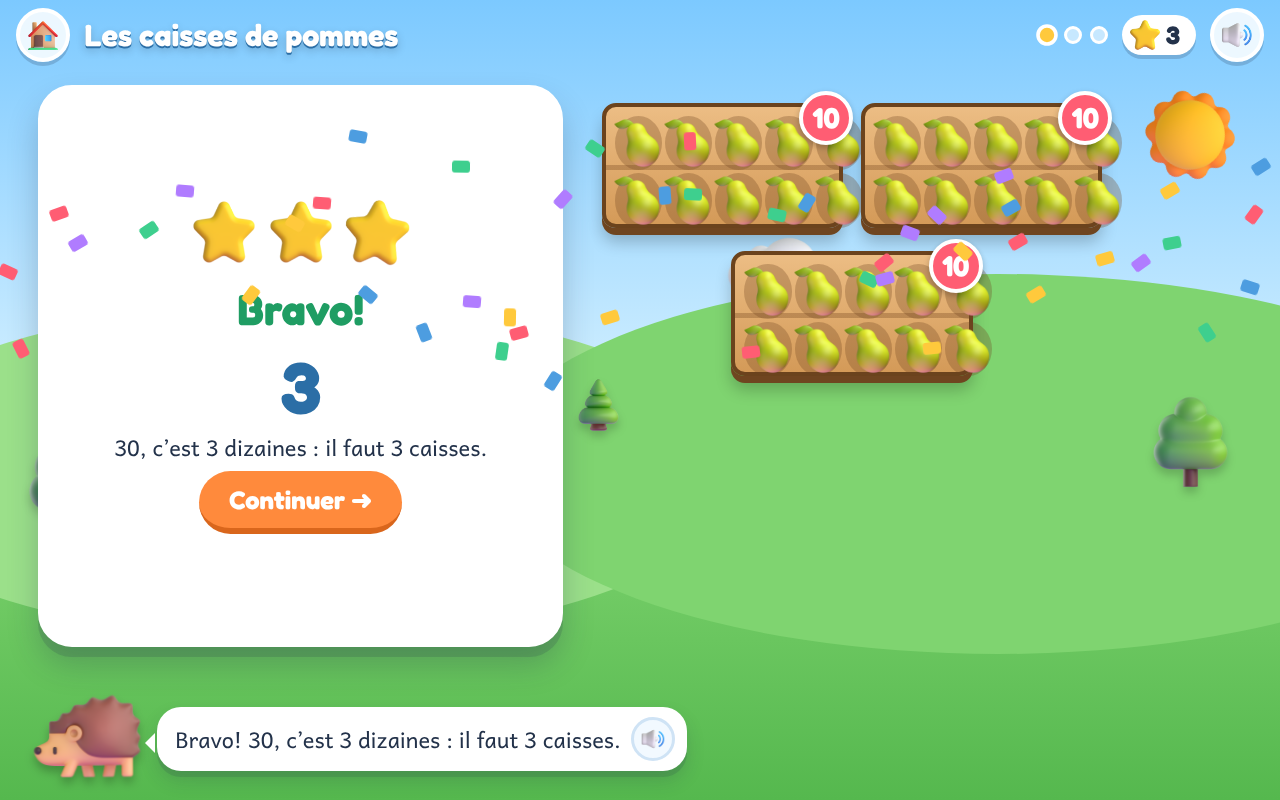 Les caisses de pommes
3
10
10
10
Bravo!
3
30, c’est 3 dizaines : il faut 3 caisses.
Continuer →
Bravo! 30, c’est 3 dizaines : il faut 3 caisses.